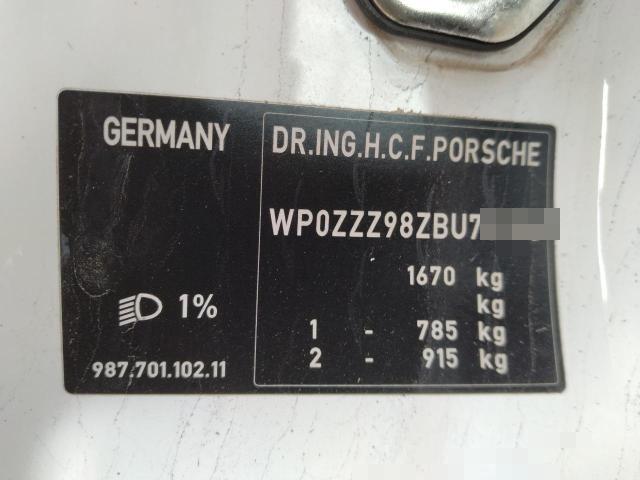 GERMANY
DR.ING.H.C.F.PORSCHE
WP0ZZZ98ZBU7
1670 kg
kg
1 - 785 kg
2 - 915 kg
1%
987.701.102.11